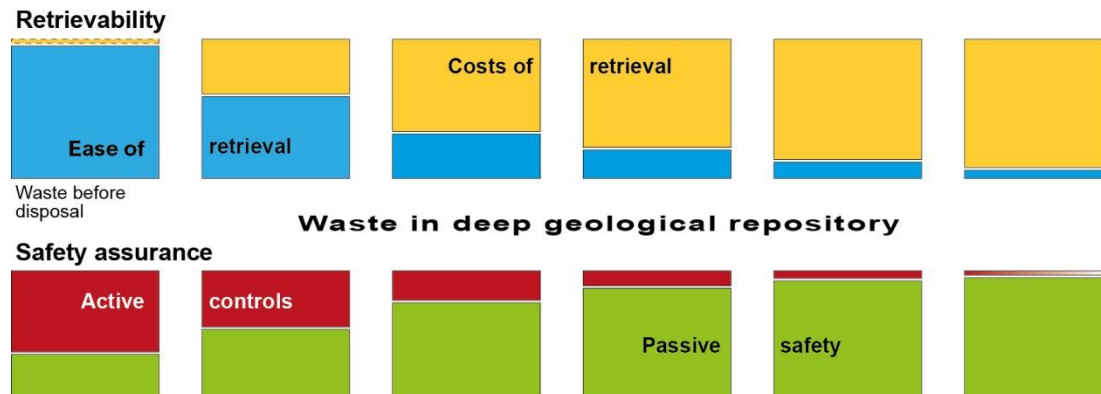 Retrievability
Costs of retrieval
Ease of retrieval
Waste before
disposal
Waste in deep geological repository
Safety assurance
Active controls
Passive safety